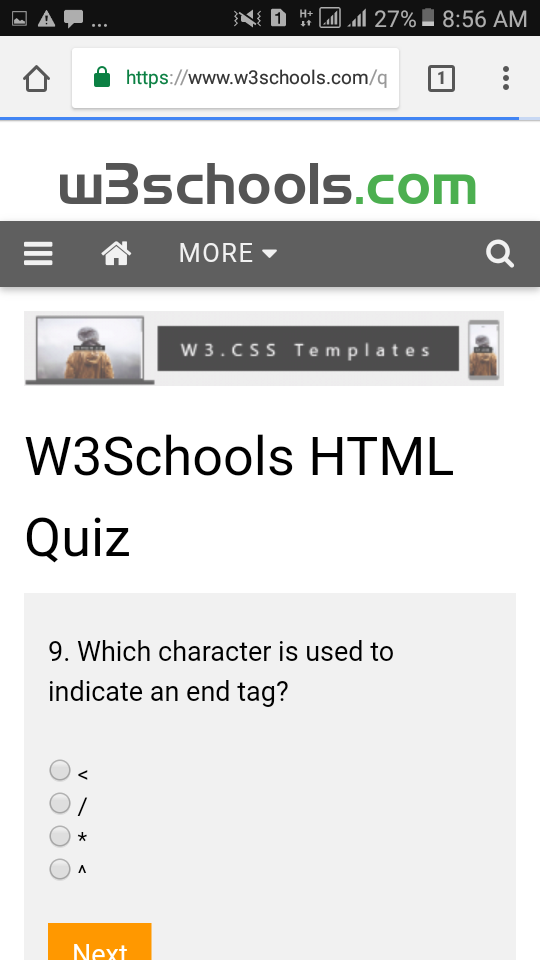 ... 1 H+ 27% 8:56 AM
https://www.w3schools.com/q 1
w3schools.com
MORE
W3.CSS Templates
W3Schools HTML
Quiz
9. Which character is used to
indicate an end tag?
<
/
*
^
Next